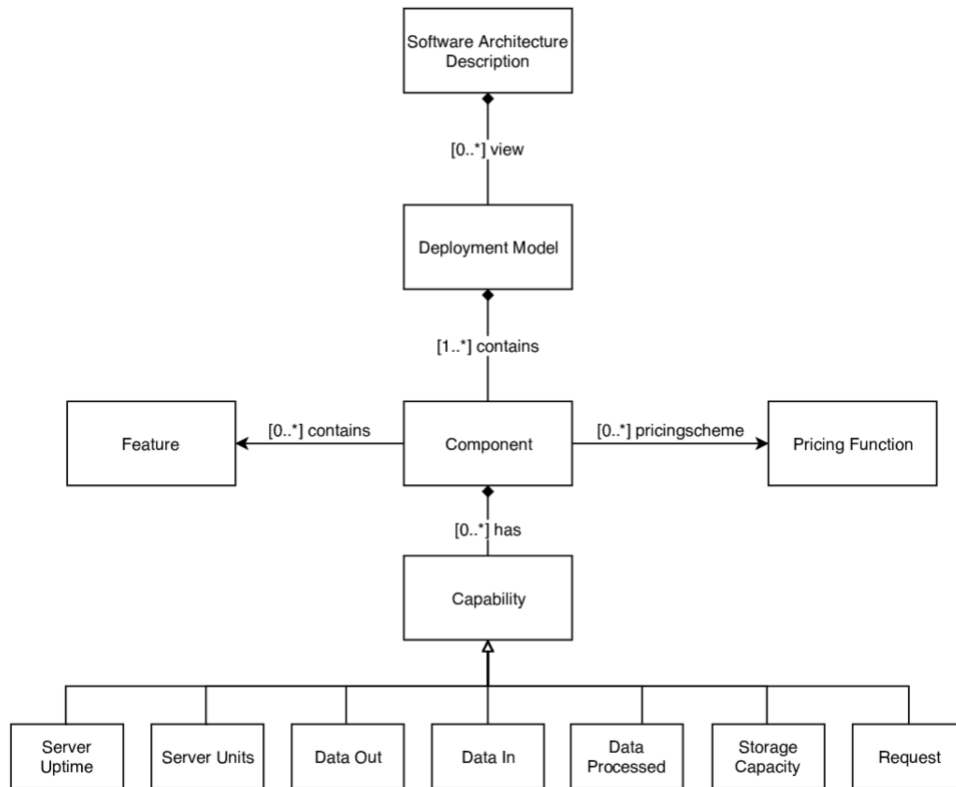 Software Architecture
Description
[0..*] view
Deployment Model
[1..*] contains
Feature
[0..*] contains
Component
[0..*] pricingscheme
Pricing Function
[0..*] has
Capability
Server
Uptime
Server Units
Data Out
Data In
Data
Processed
Storage
Capacity
Request